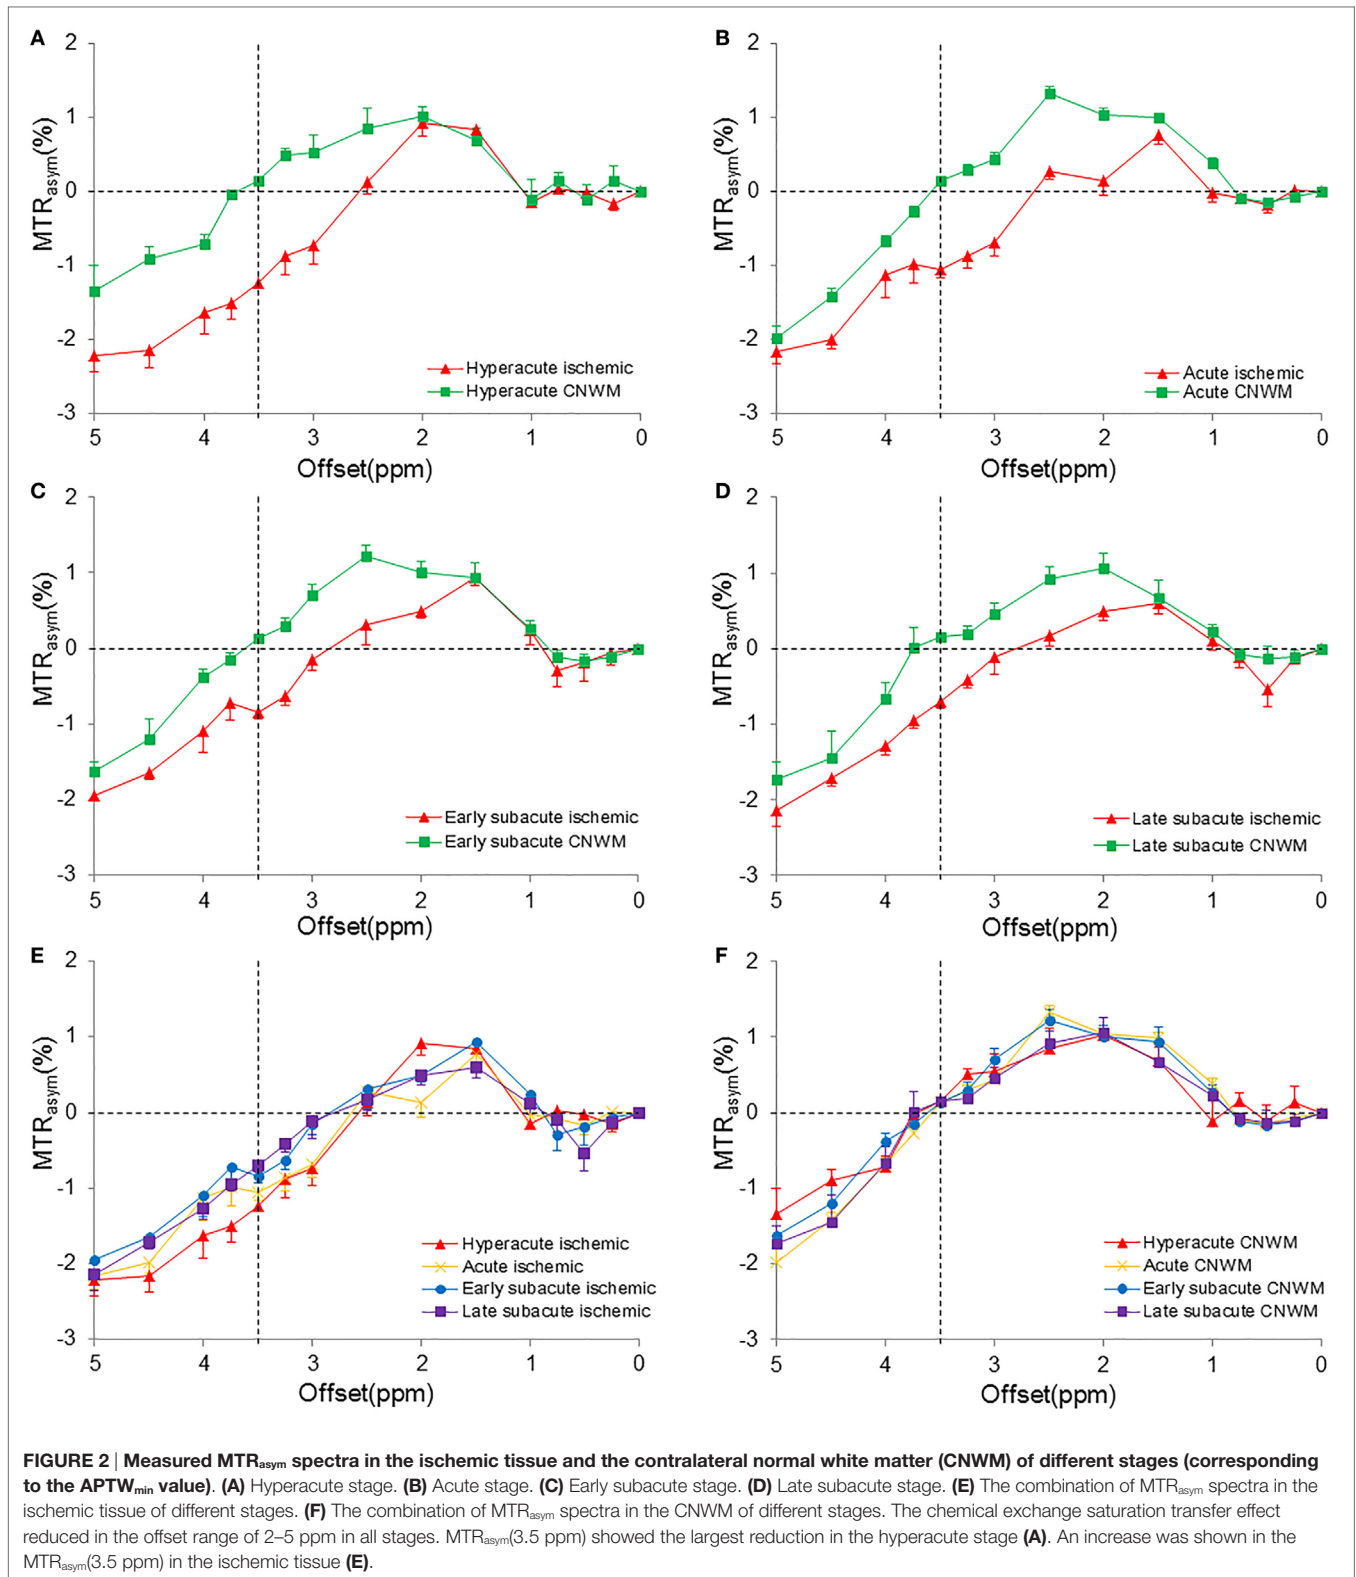 A
2
1
0
-1
-2
-3
MTRasym(%)
Hyperacute ischemic
Hyperacute CNWM
5
4
3
2
1
0
Offset(ppm)
B
2
1
0
-1
-2
-3
MTRasym(%)
Acute ischemic
Acute CNWM
5
4
3
2
1
0
Offset(ppm)
C
2
1
0
-1
-2
-3
MTRasym(%)
Early subacute ischemic
Early subacute CNWM
5
4
3
2
1
0
Offset(ppm)
D
2
1
0
-1
-2
-3
MTRasym(%)
Late subacute ischemic
Late subacute CNWM
5
4
3
2
1
0
Offset(ppm)
E
2
1
0
-1
-2
-3
MTRasym(%)
Hyperacute ischemic
Acute ischemic
Early subacute ischemic
Late subacute ischemic
5
4
3
2
1
0
Offset(ppm)
F
2
1
0
-1
-2
-3
MTRasym(%)
Hyperacute CNWM
Acute CNWM
Early subacute CNWM
Late subacute CNWM
5
4
3
2
1
0
Offset(ppm)
FIGURE 2 | Measured MTRasym spectra in the ischemic tissue and the contralateral normal white matter (CNWM) of different stages (corresponding
to the APTWmin value). (A) Hyperacute stage. (B) Acute stage. (C) Early subacute stage. (D) Late subacute stage. (E) The combination of MTRasym spectra in the
ischemic tissue of different stages. (F) The combination of MTRasym spectra in the CNWM of different stages. The chemical exchange saturation transfer effect
reduced in the offset range of 2–5 ppm in all stages. MTRasym(3.5 ppm) showed the largest reduction in the hyperacute stage (A). An increase was shown in the
MTRasym(3.5 ppm) in the ischemic tissue (E).